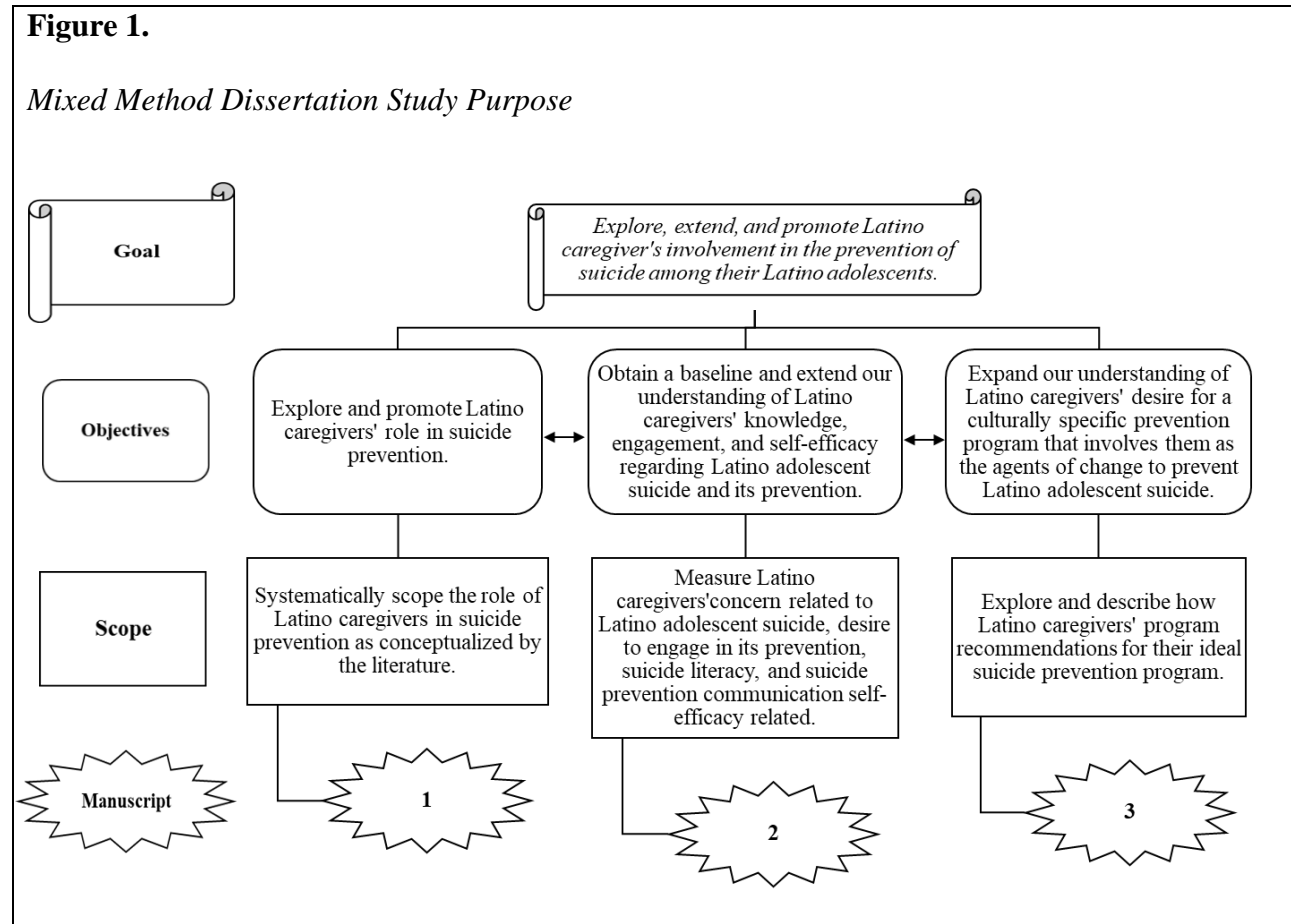 Figure 1.
Mixed Method Dissertation Study Purpose
Goal
Explore, extend, and promote Latino
caregiver's involvement in the prevention of
suicide among their Latino adolescents.
Objectives
Explore and promote Latino
caregivers' role in suicide
prevention.
Obtain a baseline and extend our
understanding of Latino
caregivers' knowledge,
engagement, and self-efficacy
regarding Latino adolescent
suicide and its prevention.
Expand our understanding of
Latino caregivers' desire for a
culturally specific prevention
program that involves them as
the agents of change to prevent
Latino adolescent suicide.
Scope
Systematically scope the role of
Latino caregivers in suicide
prevention as conceptualized by
the literature.
Measure Latino
caregivers'concern related to
Latino adolescent suicide, desire
to engage in its prevention,
suicide literacy, and suicide
prevention communication self-
efficacy related.
Explore and describe how
Latino caregivers' program
recommendations for their ideal
suicide prevention program.
Manuscript
1
2
3